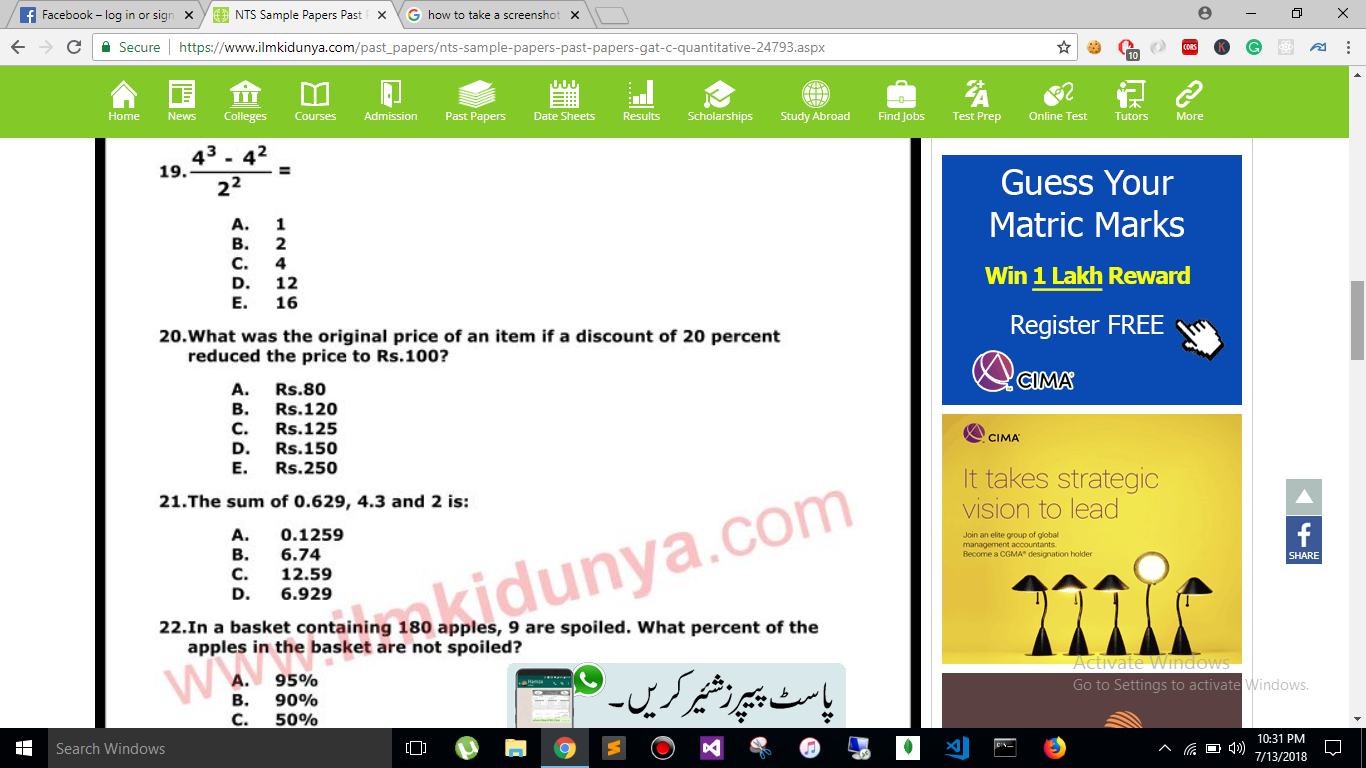 Facebook – log in or sign
NTS Sample Papers Past P
how to take a screenshot
Secure | https://www.ilmkidunya.com/past_papers/nts-sample-papers-past-papers-gat-c-quantitative-24793.aspx
10
CORS
K
G
Home News Colleges Courses Admission Past Papers Date Sheets Results Scholarships Study Abroad Find Jobs Test Prep Online Test Tutors More
19. (4³ - 4²) / 2² =
A. 1
B. 2
C. 4
D. 12
E. 16
20.What was the original price of an item if a discount of 20 percent
reduced the price to Rs.100?
A. Rs.80
B. Rs.120
C. Rs.125
D. Rs.150
E. Rs.250
21.The sum of 0.629, 4.3 and 2 is:
A. 0.1259
B. 6.74
C. 12.59
D. 6.929
22.In a basket containing 180 apples, 9 are spoiled. What percent of the
apples in the basket are not spoiled?
A. 95%
B. 90%
C. 50%
www.ilmkidunya.com
پاسٹ پیپرز شئیر کریں۔
Guess Your
Matric Marks
Win 1 Lakh Reward
Register FREE
CIMA
CIMA
It takes strategic
vision to lead
Join an elite group of global
management accountants.
Become a CGMA® designation holder
f
SHARE
Activate Windows
Go to Settings to activate Windows.
Search Windows
10:31 PM
7/13/2018